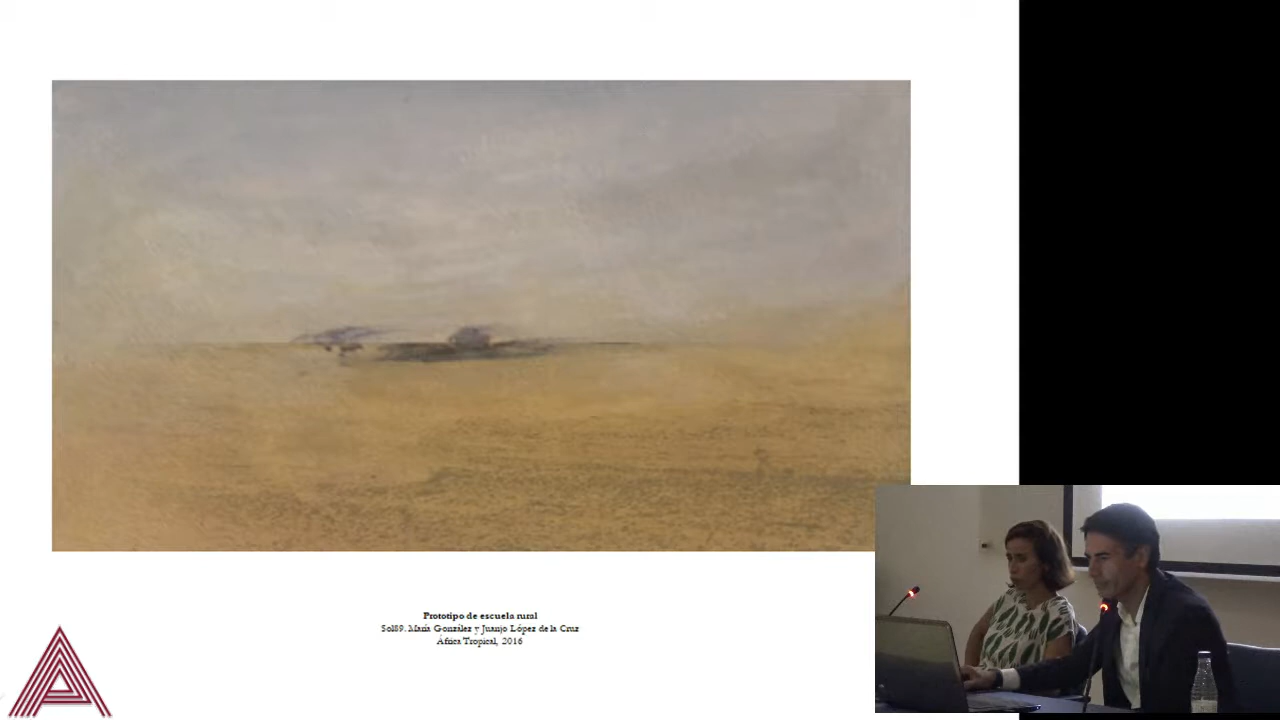 Prototipo de escuela rural
Sol89. María González y Juanjo López de la Cruz
África Tropical, 2016